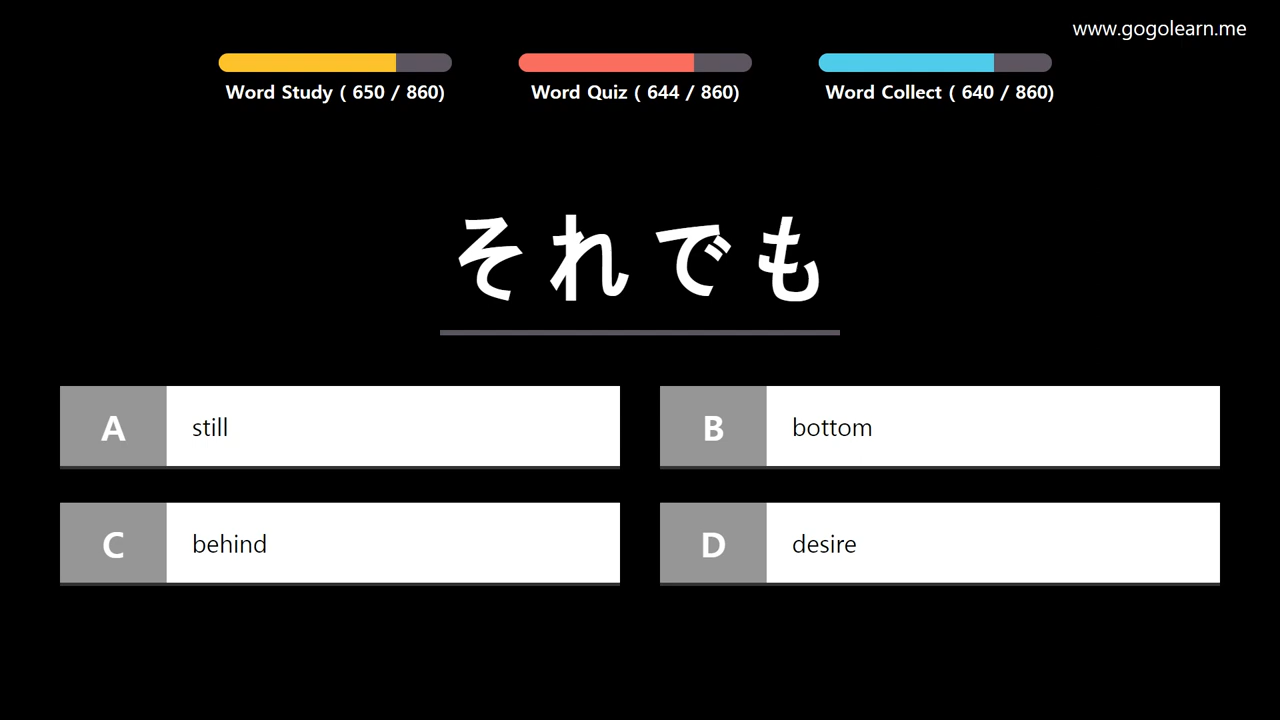 www.gogolearn.me
Word Study ( 650 / 860)
Word Quiz ( 644 / 860)
Word Collect ( 640 / 860)
それでも
A still
B bottom
C behind
D desire